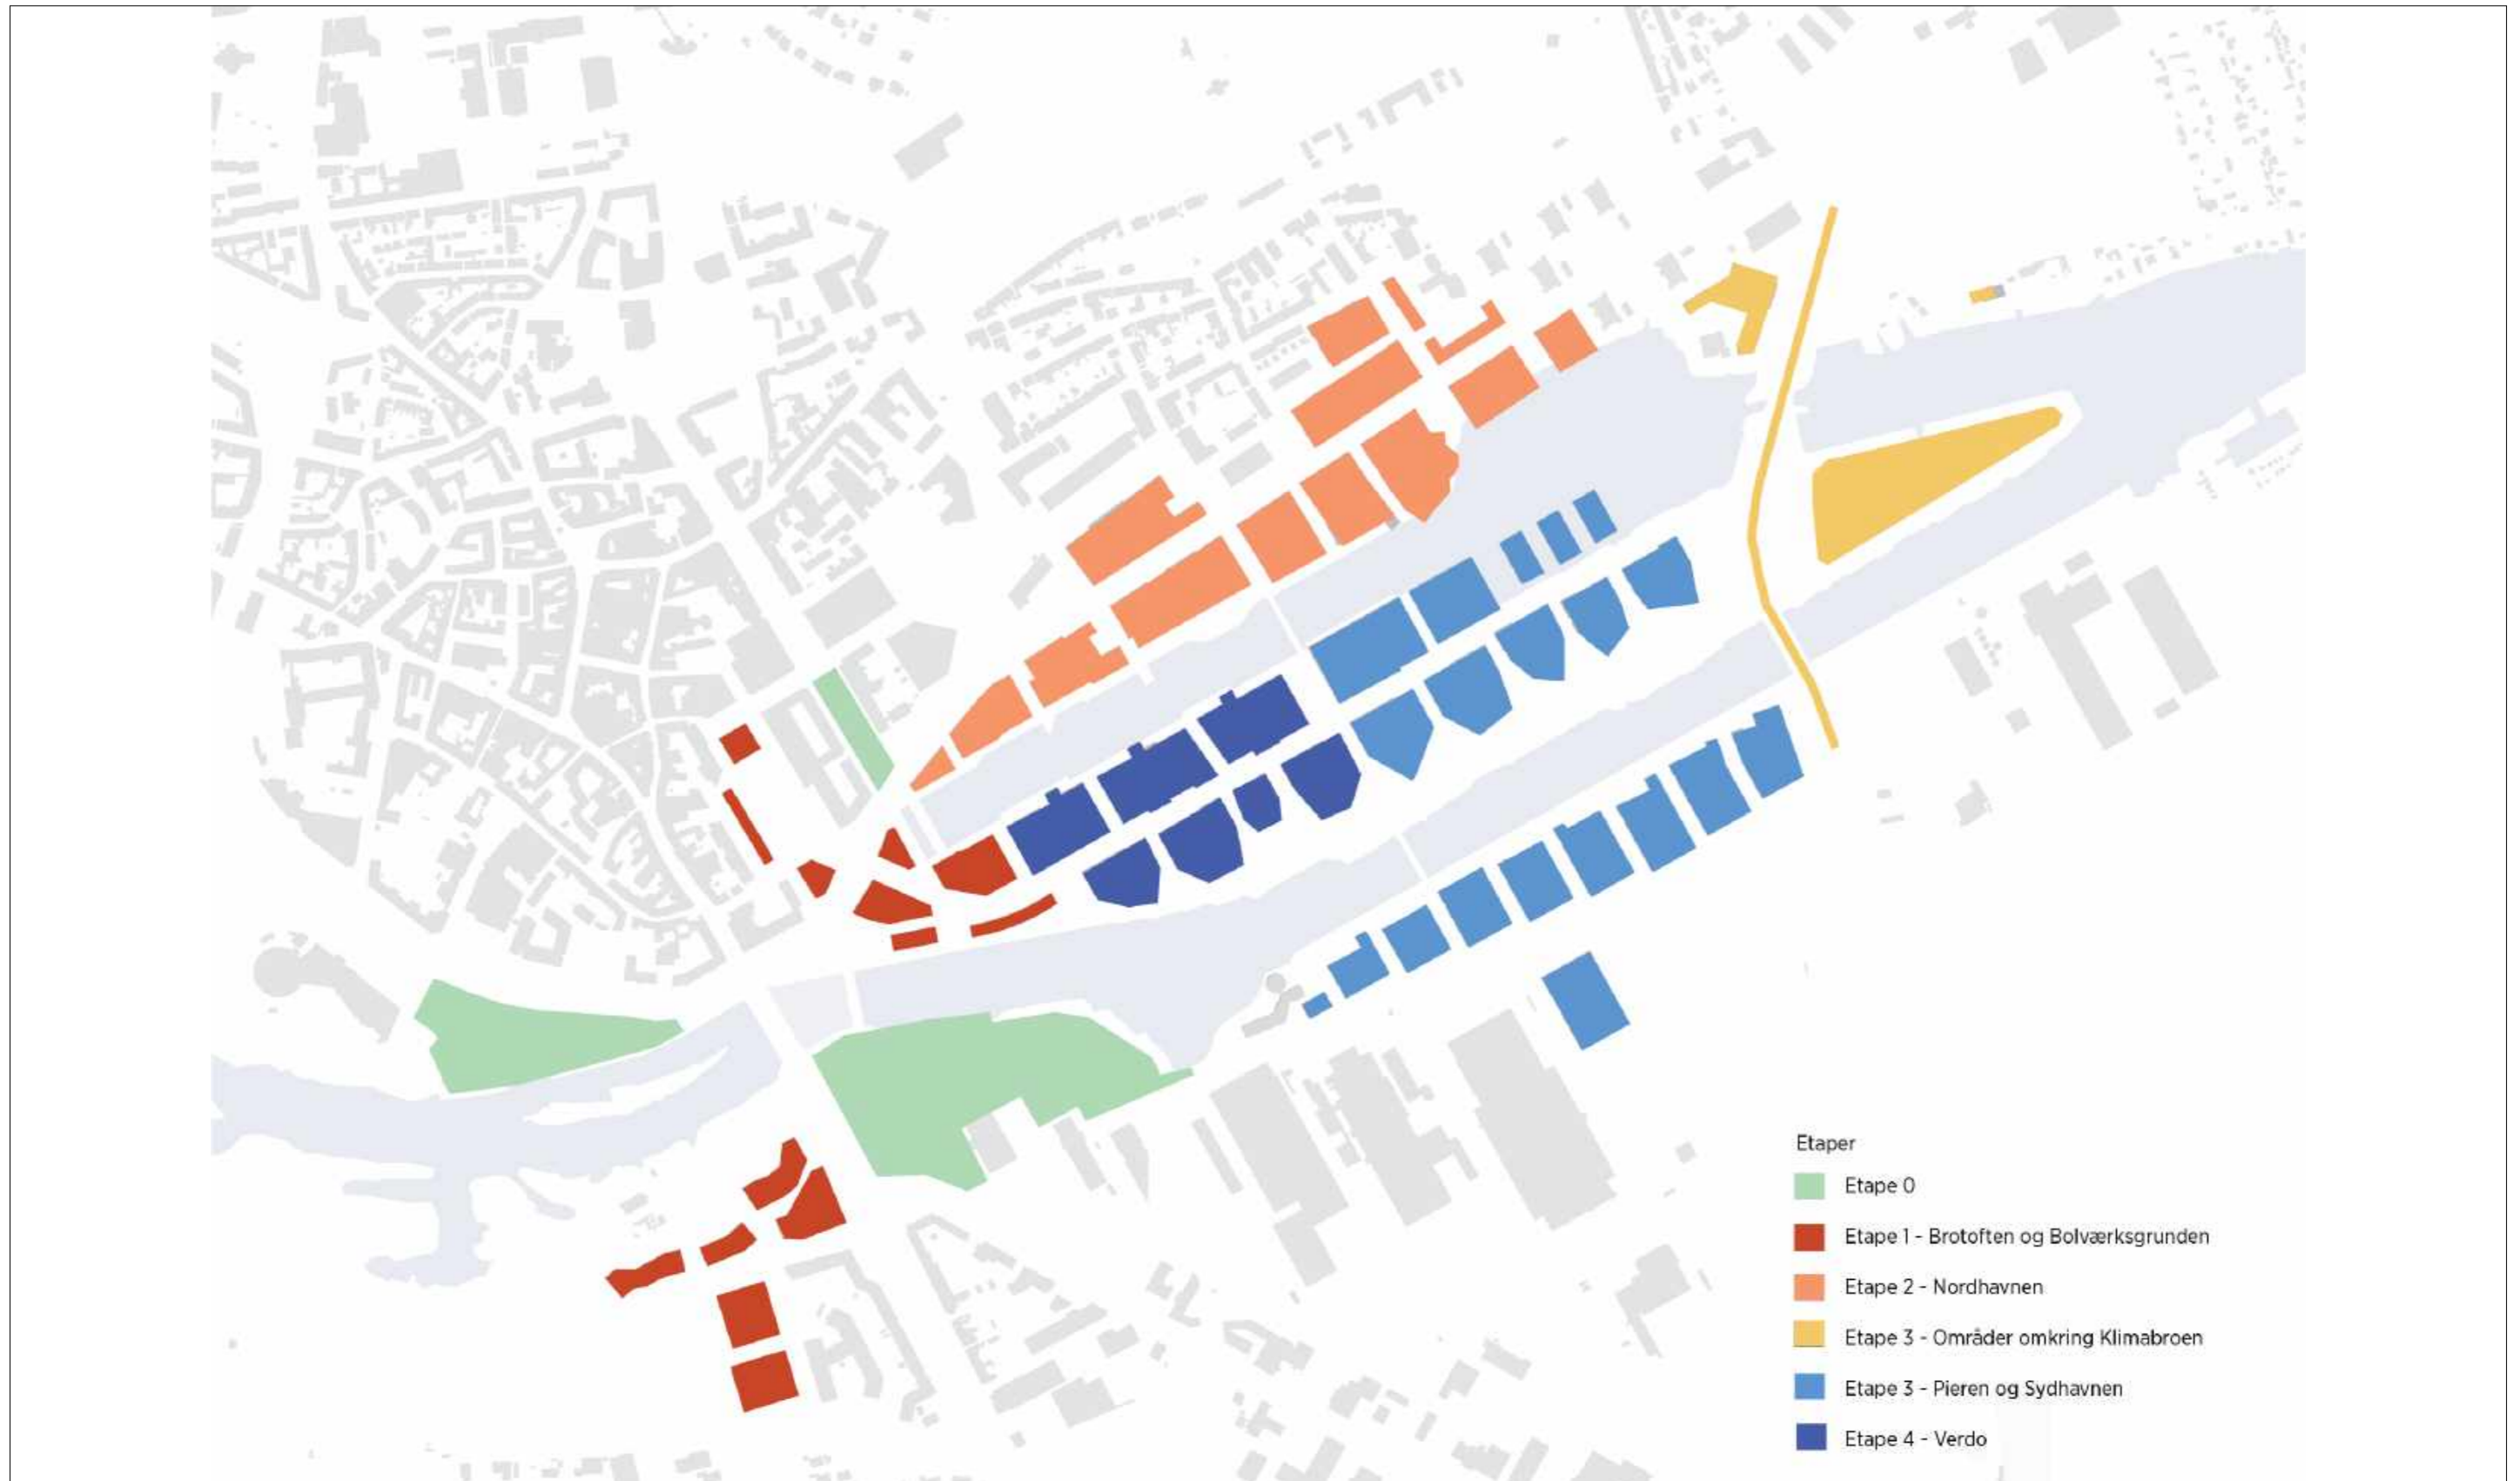 Etaper
Etape 0
Etape 1 - Brotoften og Bolværksgrunden
Etape 2 - Nordhavnen
Etape 3 - Områder omkring Klimabroen
Etape 3 - Pieren og Sydhavnen
Etape 4 - Verdo